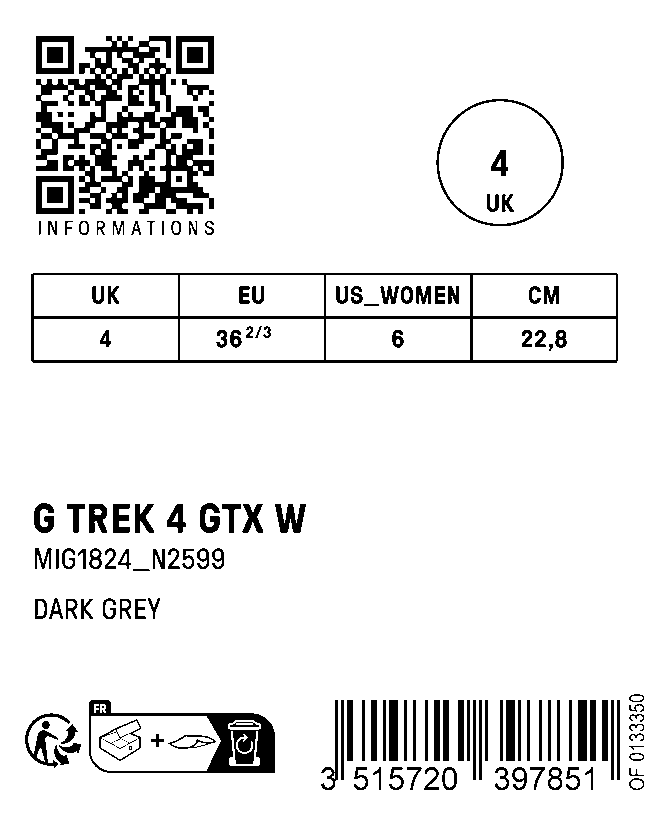 INFORMATIONS
4
UK
UK EU US_WOMEN CM
4 36 2/3 6 22,8
G TREK 4 GTX W
MIG1824_N2599
DARK GREY
FR
+
3 515720 397851
OF 0133350